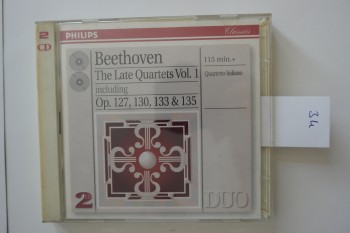 2
CD
PHILIPS
Classics
Beethoven
The Late Quartets Vol. 1
including
Op. 127, 130, 133 & 135
115 min.+
Quartetto Italiano
34
2
DUO